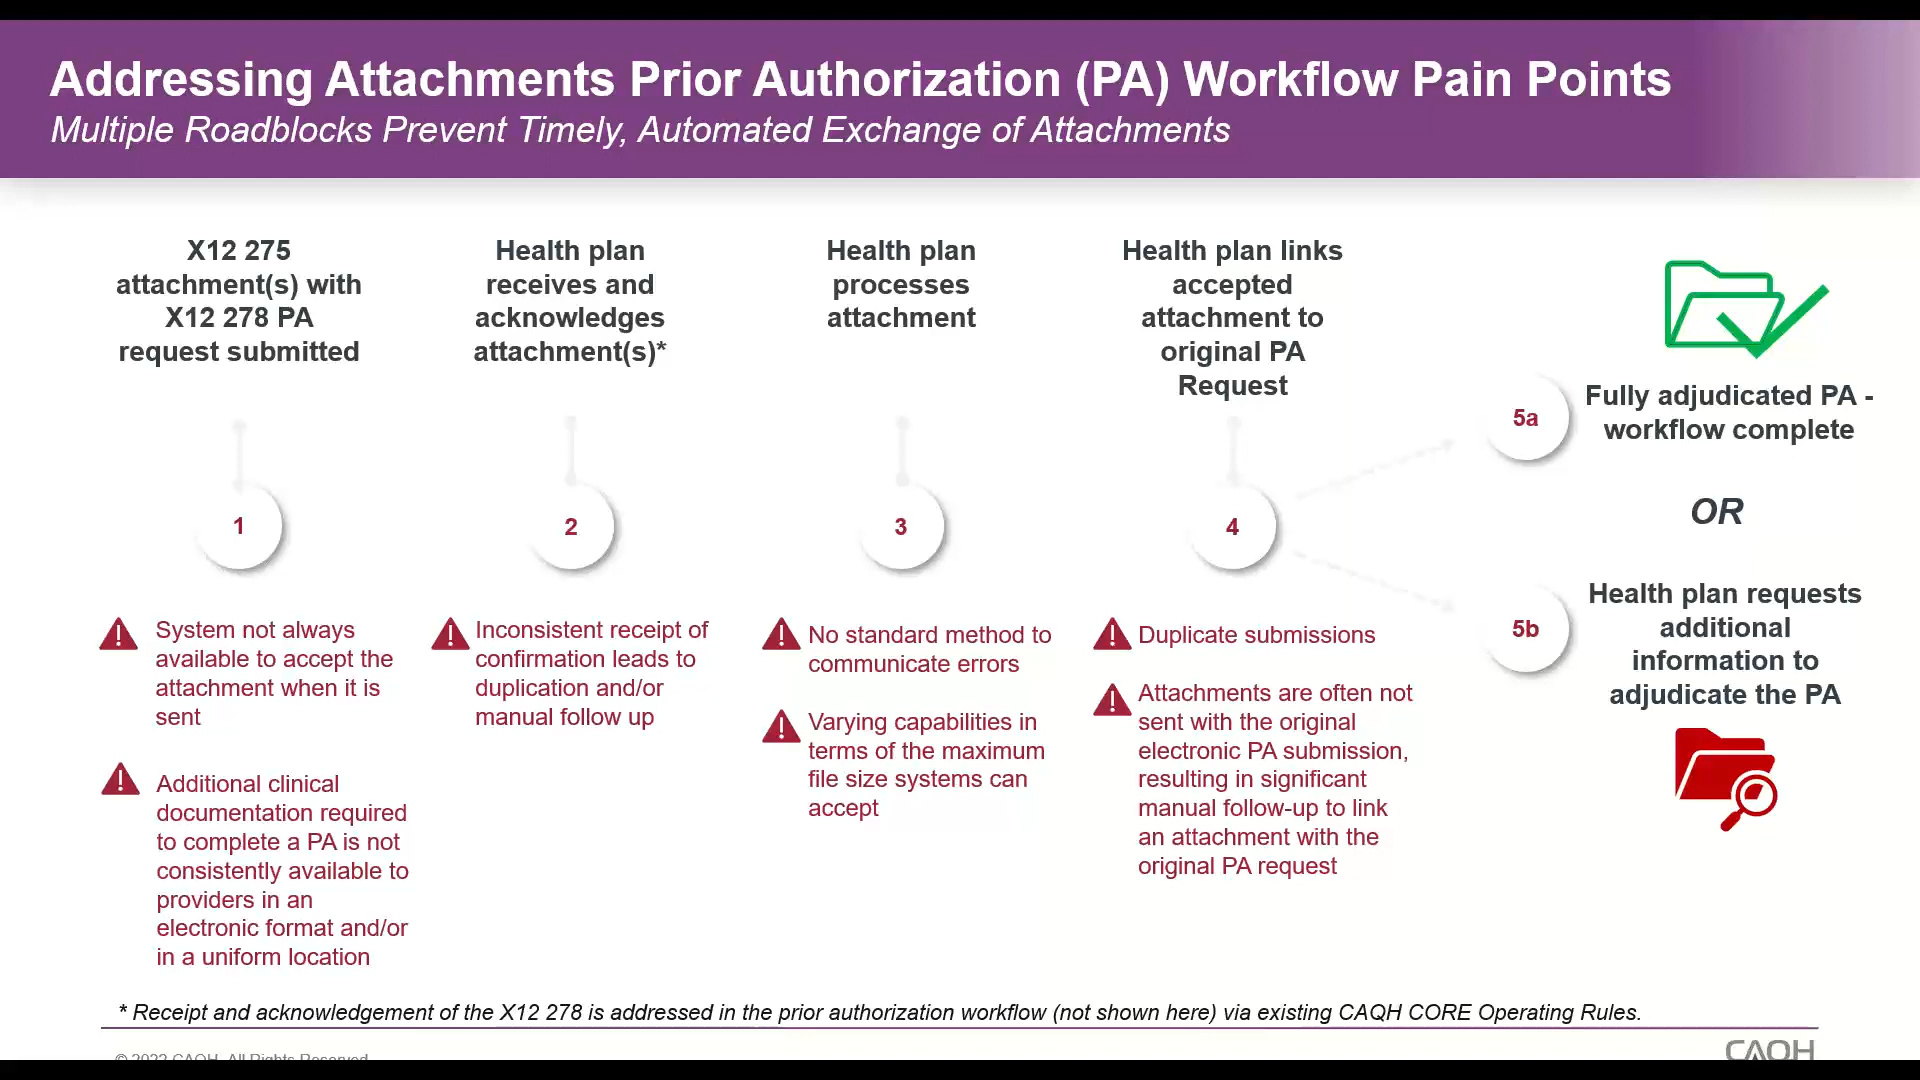 Addressing Attachments Prior Authorization (PA) Workflow Pain Points
Multiple Roadblocks Prevent Timely, Automated Exchange of Attachments
X12 275
attachment(s) with
X12 278 PA
request submitted
1
System not always
available to accept the
attachment when it is
sent
Additional clinical
documentation required
to complete a PA is not
consistently available to
providers in an
electronic format and/or
in a uniform location
Health plan
receives and
acknowledges
attachment(s)*
2
Inconsistent receipt of
confirmation leads to
duplication and/or
manual follow up
Health plan
processes
attachment
3
No standard method to
communicate errors
Varying capabilities in
terms of the maximum
file size systems can
accept
Health plan links
accepted
attachment to
original PA
Request
4
Duplicate submissions
Attachments are often not
sent with the original
electronic PA submission,
resulting in significant
manual follow-up to link
an attachment with the
original PA request
5a
Fully adjudicated PA -
workflow complete
OR
5b
Health plan requests
additional
information to
adjudicate the PA
* Receipt and acknowledgement of the X12 278 is addressed in the prior authorization workflow (not shown here) via existing CAQH CORE Operating Rules.
© 2022 CAQH, All Rights Reserved
CAQH